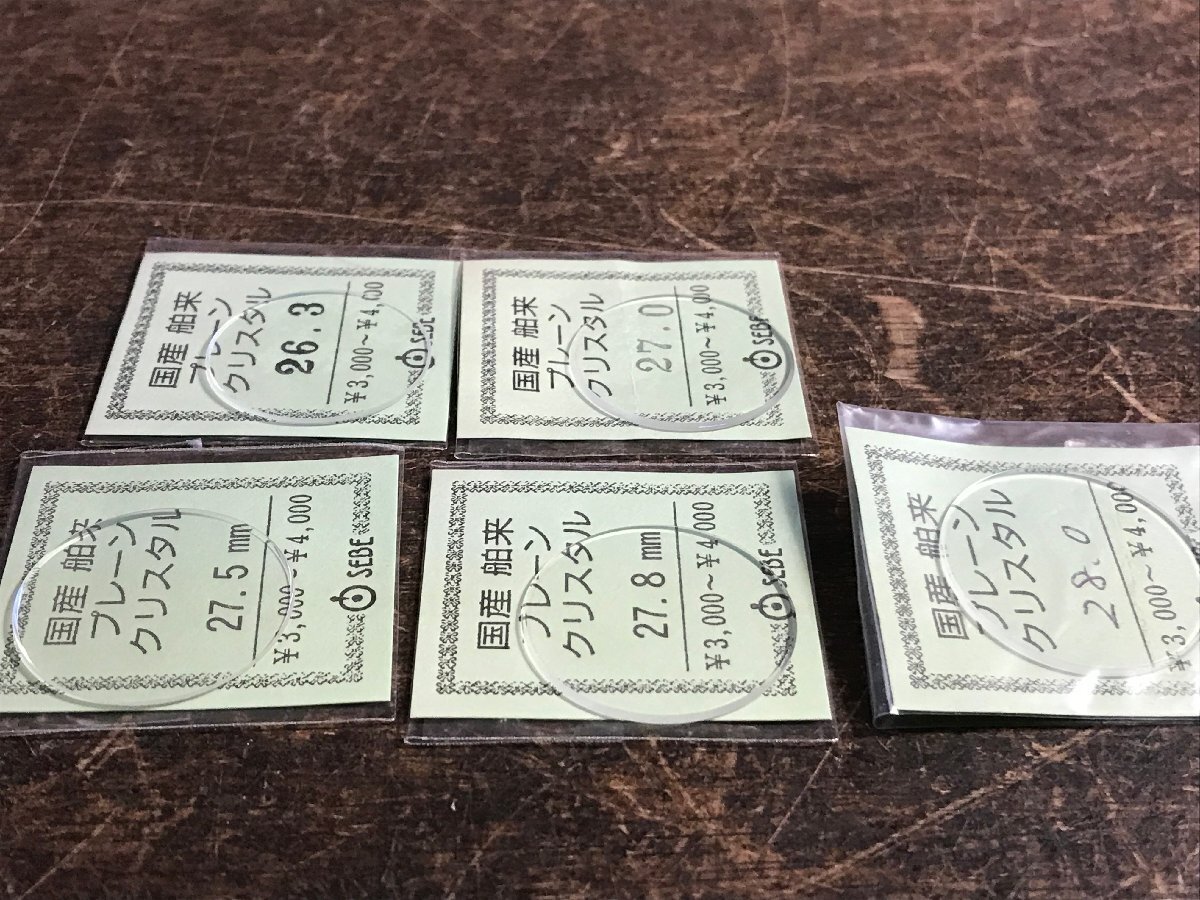 国産 舶来
プレーン
クリスタル
26.3
¥3,000～¥4,000
SEBE
国産 舶来
プレーン
クリスタル
27.0
¥3,000～¥4,000
SEBE
国産 舶来
プレーン
クリスタル
27.5 mm
¥3,000～¥4,000
SEBE
国産 舶来
プレーン
クリスタル
27.8 mm
¥3,000～¥4,000
SEBE
国産 舶来
プレーン
クリスタル
28.0
¥3,000～¥4,000